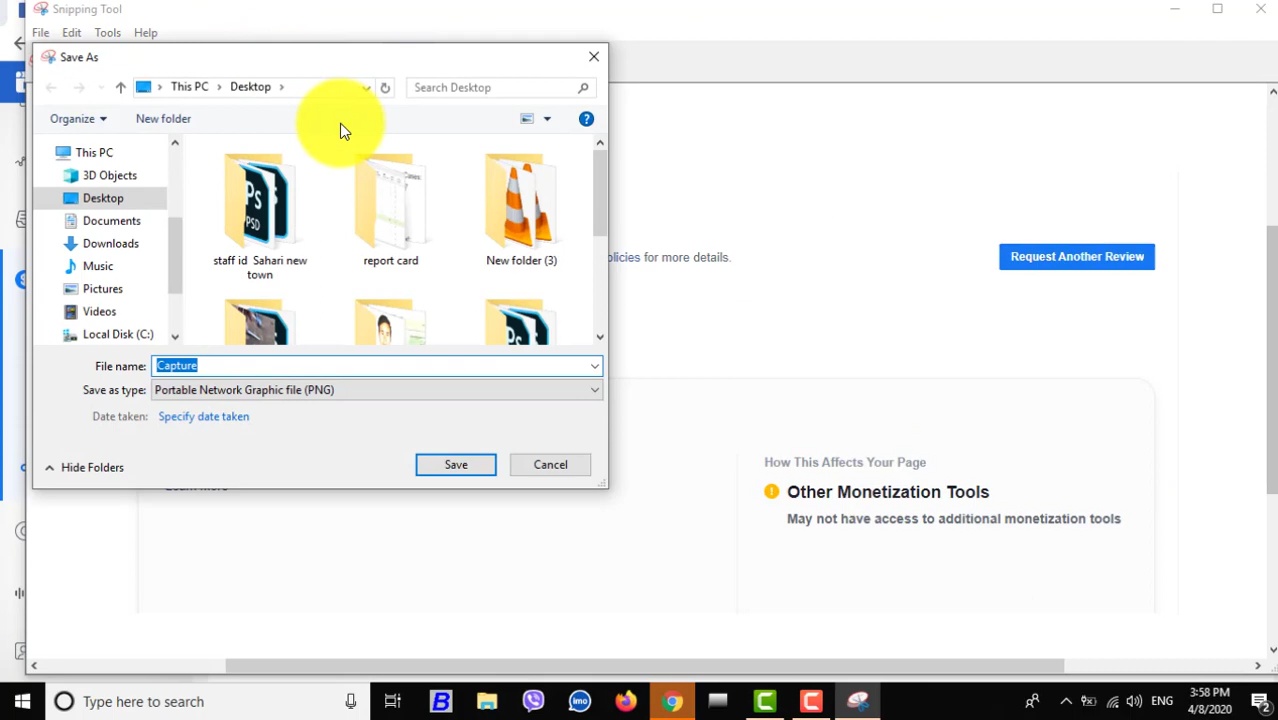 Snipping Tool
File Edit Tools Help
Save As
This PC Desktop
Search Desktop
Organize New folder
This PC
3D Objects
Desktop
Documents
Downloads
Music
Pictures
Videos
Local Disk (C:)
staff id Sahari new town
report card
New folder (3)
File name: Capture
Save as type: Portable Network Graphic file (PNG)
Date taken: Specify date taken
Hide Folders
Save
Cancel
olicies for more details.
Request Another Review
How This Affects Your Page
Other Monetization Tools
May not have access to additional monetization tools
Type here to search
ENG
3:58 PM
4/8/2020
2